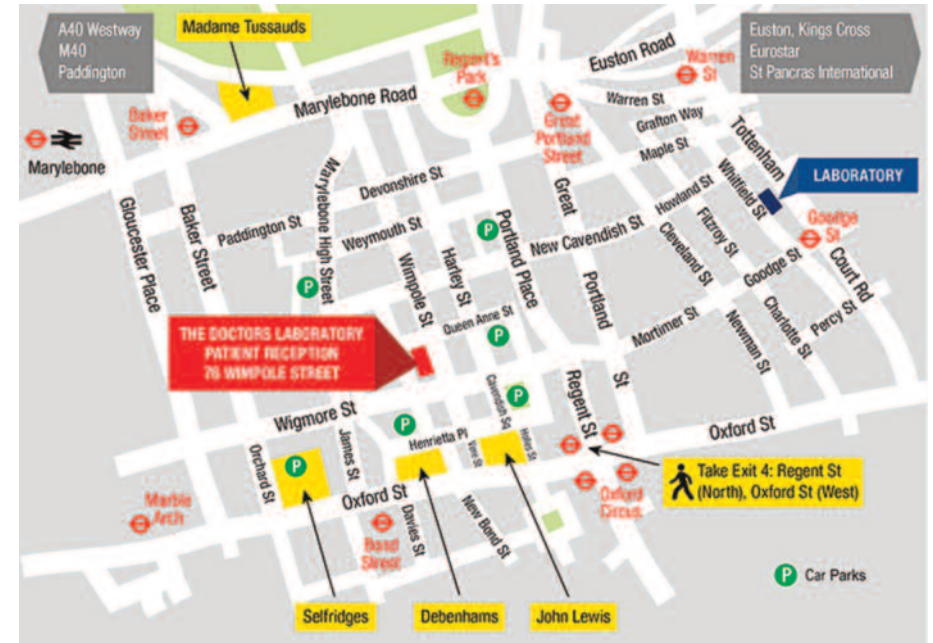 A40 Westway
M40
Paddington
Madame Tussauds
Euston, Kings Cross
Eurostar
St Pancras International
Euston Road
Regent's
Park
Warren
St
Marylebone Road
Warren St
Baker
Street
Great
Portland
Street
Grafton Way
Tottenham
Court Rd
Marylebone
Maple St
LABORATORY
Marylebone High Street
Devonshire St
Whitfield St
Howland St
Gloucester Place
Baker Street
Paddington St
Weymouth St
Portland Place
Great
Portland
St
New Cavendish St
Fitzroy St
Cleveland St
Goodge
St
Goodge St
P
Harley St
Wimpole St
P
Queen Anne St
P
Mortimer St
Newman St
Charlotte St
Percy St
THE DOCTORS LABORATORY
PATIENT RECEPTION
76 WIMPOLE STREET
Wigmore St
P
Cavendish Sq
Regent St
P
Henrietta Pl
Vere St
Holles St
Oxford St
Orchard St
P
James St
Oxford St
Take Exit 4: Regent St
(North), Oxford St (West)
Marble
Arch
Oxford
Circus
Davies St
New Bond St
Bond
Street
P Car Parks
Selfridges
Debenhams
John Lewis